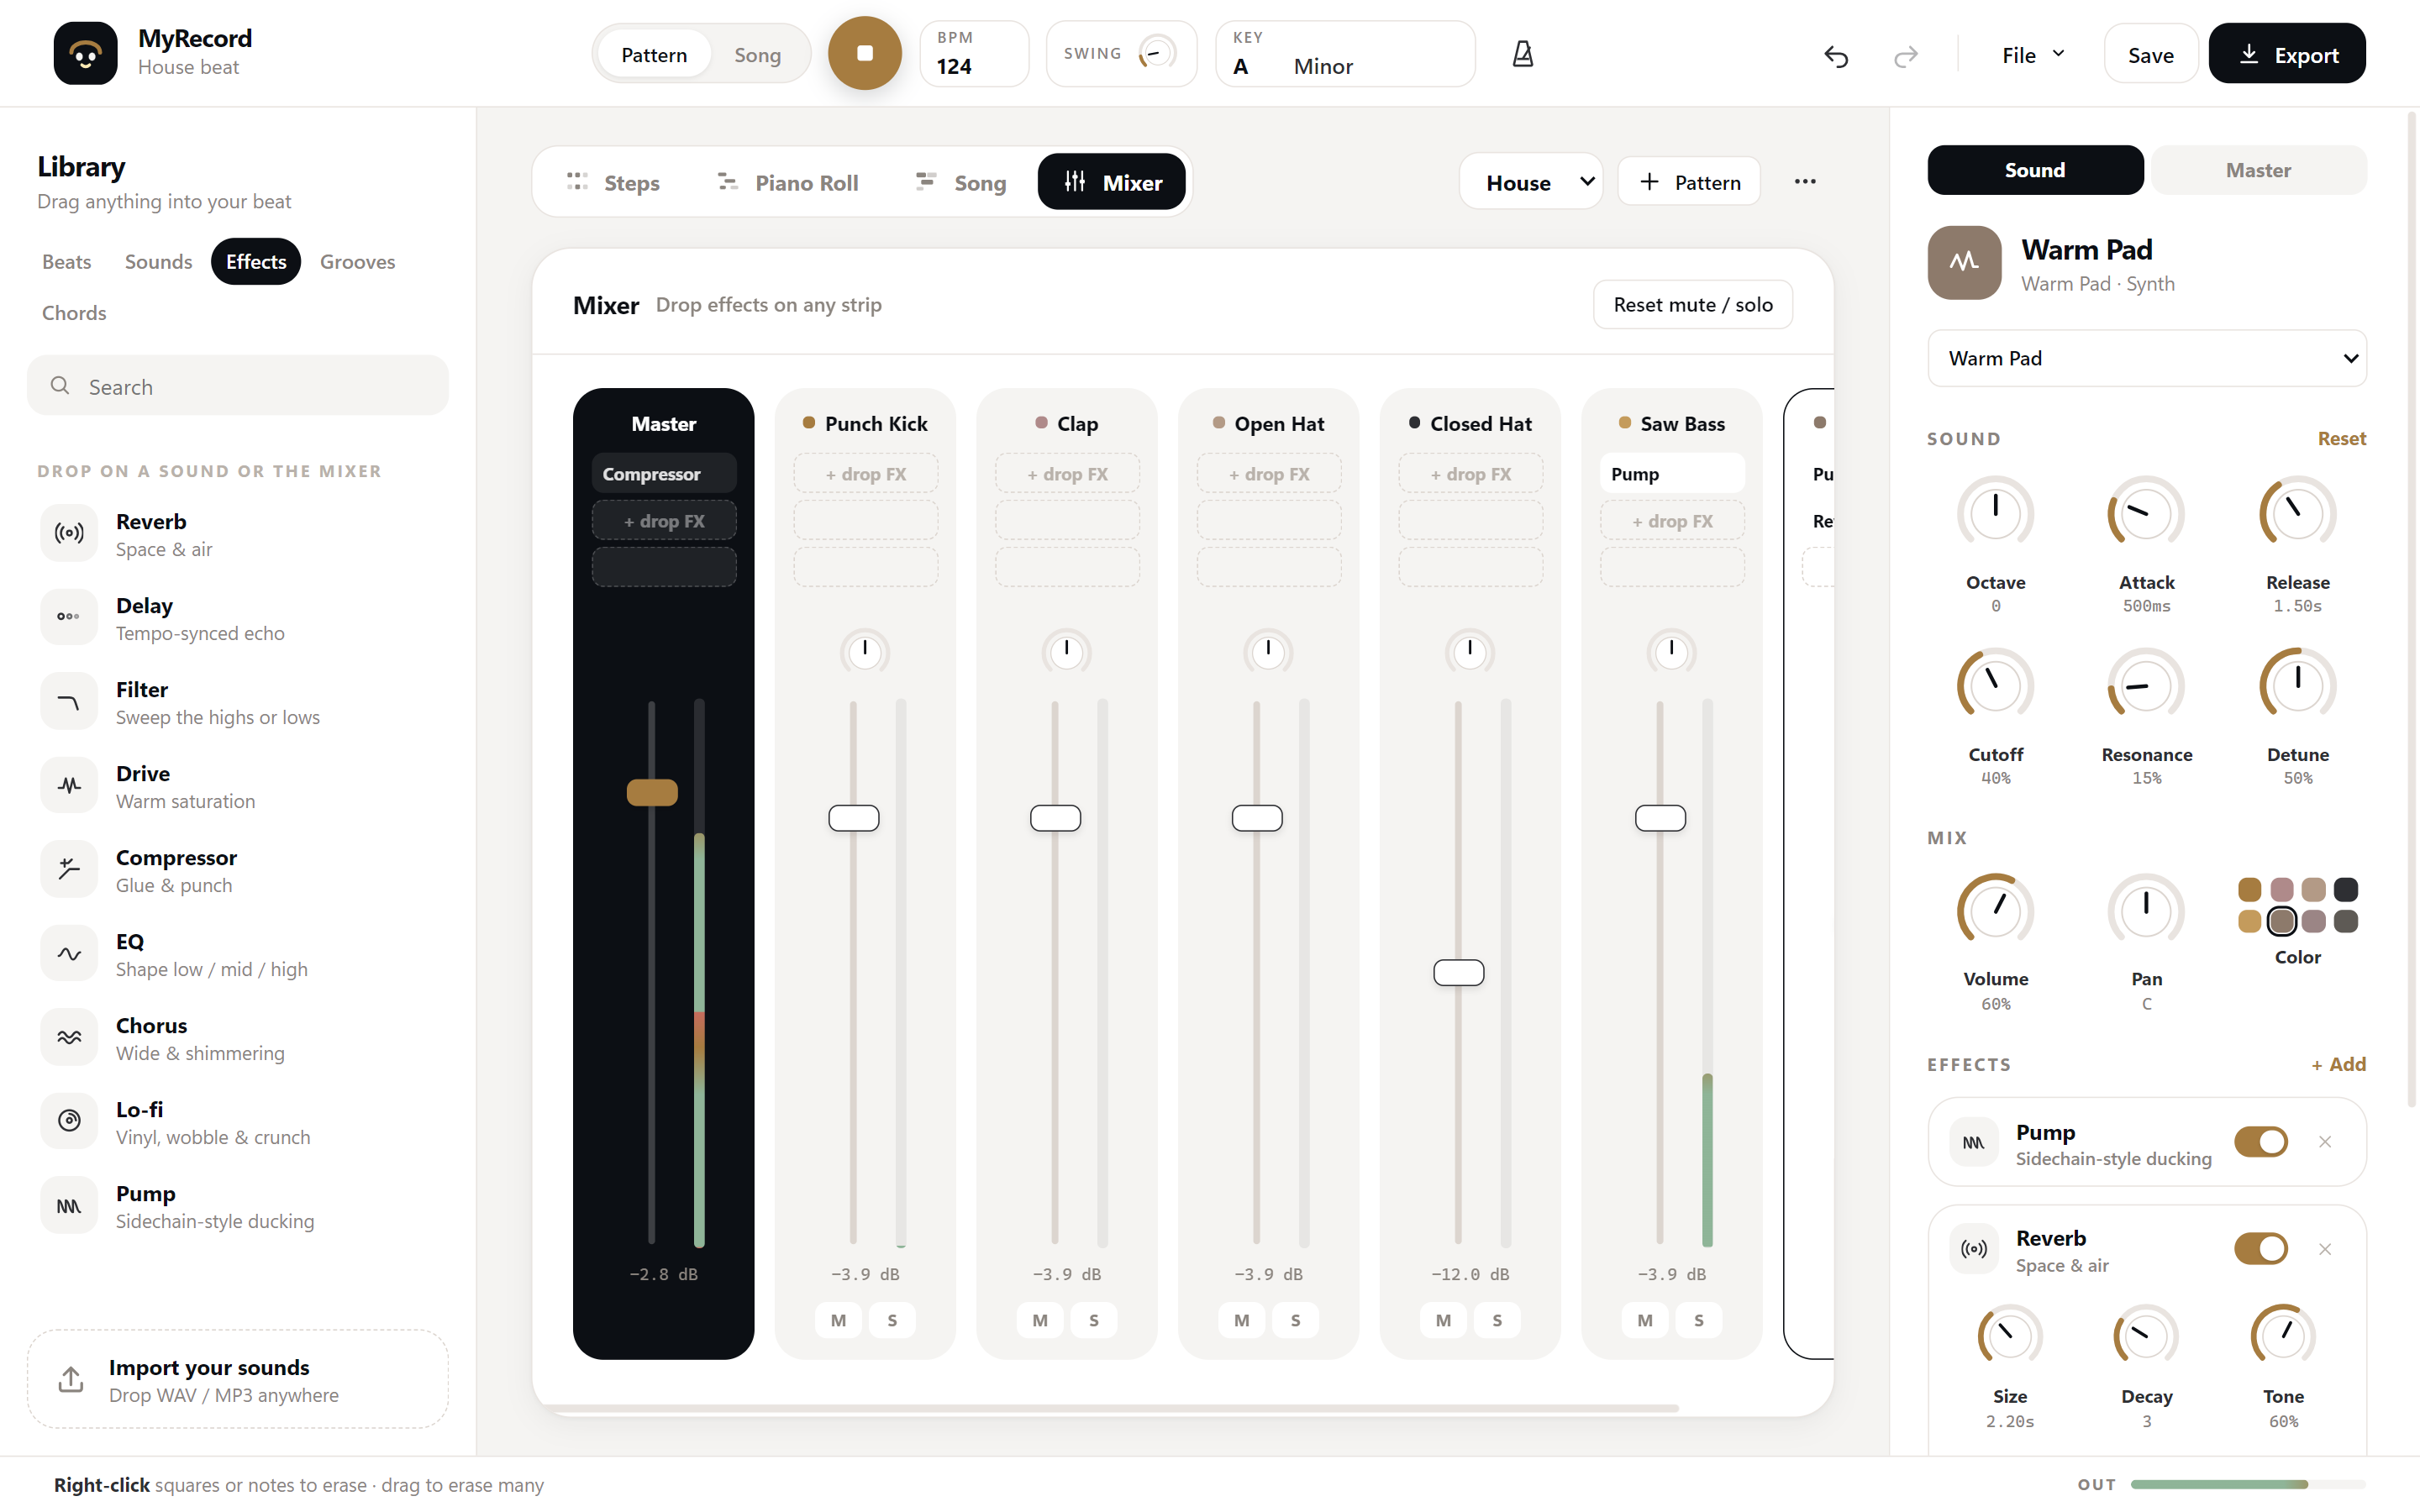 MyRecord
House beat
Pattern
Song
BPM
124
SWING
KEY
A Minor
File
Save
Export
Library
Drag anything into your beat
Beats
Sounds
Effects
Grooves
Chords
Search
DROP ON A SOUND OR THE MIXER
Reverb
Space & air
Delay
Tempo-synced echo
Filter
Sweep the highs or lows
Drive
Warm saturation
Compressor
Glue & punch
EQ
Shape low / mid / high
Chorus
Wide & shimmering
Lo-fi
Vinyl, wobble & crunch
Pump
Sidechain-style ducking
Import your sounds
Drop WAV / MP3 anywhere
Steps
Piano Roll
Song
Mixer
House
Pattern
Mixer
Drop effects on any strip
Reset mute / solo
Master
Compressor
+ drop FX
−2.8 dB
Punch Kick
+ drop FX
−3.9 dB
M S
Clap
+ drop FX
−3.9 dB
M S
Open Hat
+ drop FX
−3.9 dB
M S
Closed Hat
+ drop FX
−12.0 dB
M S
Saw Bass
Pump
+ drop FX
−3.9 dB
M S
Pu
Re
Sound
Master
Warm Pad
Warm Pad · Synth
Warm Pad
SOUND
Reset
Octave
0
Attack
500ms
Release
1.50s
Cutoff
40%
Resonance
15%
Detune
50%
MIX
Volume
60%
Pan
C
Color
EFFECTS
+ Add
Pump
Sidechain-style ducking
Reverb
Space & air
Size
2.20s
Decay
3
Tone
60%
Right-click squares or notes to erase · drag to erase many
OUT